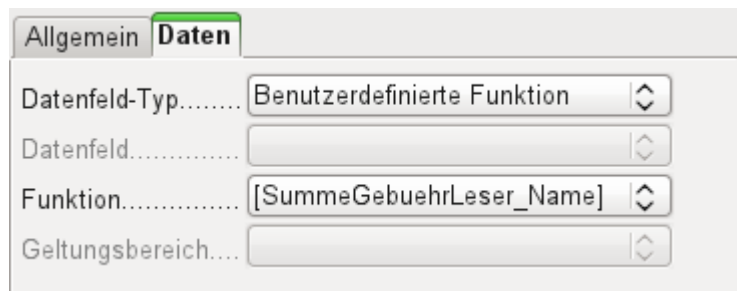 Allgemein Daten
Datenfeld-Typ........ Benutzerdefinierte Funktion
Datenfeld..............
Funktion............... [SummeGebuehrLeser_Name]
Geltungsbereich....